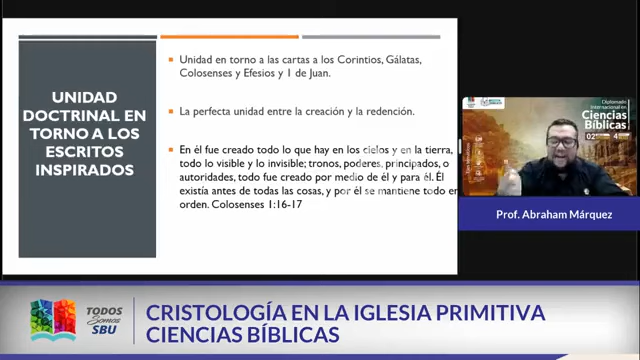 UNIDAD
DOCTRINAL EN
TORNO A LOS
ESCRITOS
INSPIRADOS
Unidad en torno a las cartas a los Corintios, Gálatas,
Colosenses y Efesios y 1 de Juan.
La perfecta unidad entre la creación y la redención.
En él fue creado todo lo que hay en los cielos y en la tierra,
todo lo visible y lo invisible; tronos, poderes, principados, o
autoridades, todo fue creado por medio de él y para él. Él
existía antes de todas las cosas, y por él se mantiene todo en
orden. Colosenses 1:16-17
Diplomado
Internacional en
Ciencias
Bíblicas
Prof. Abraham Márquez
TODOS
Somos
SBU
CRISTOLOGÍA EN LA IGLESIA PRIMITIVA
CIENCIAS BÍBLICAS